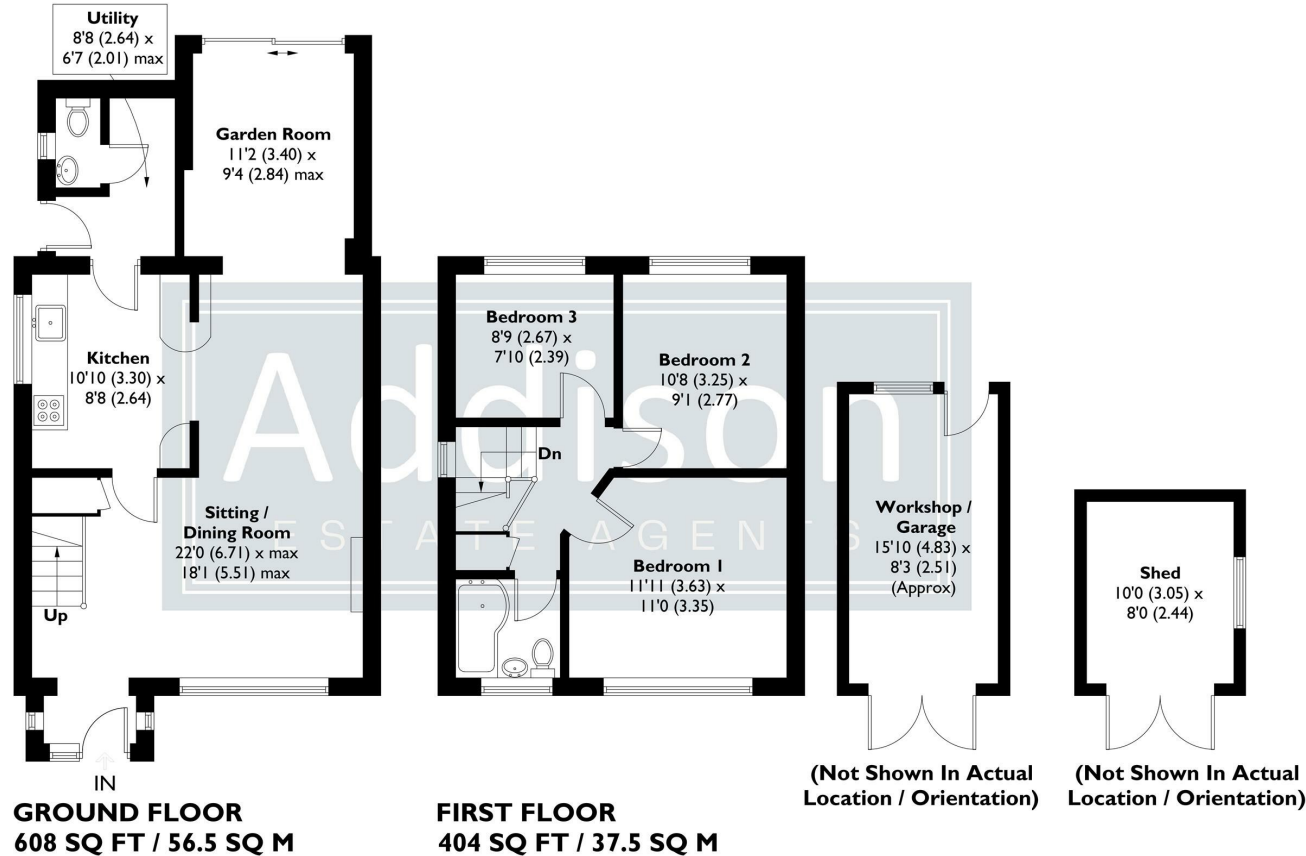 Utility
8'8 (2.64) x
6'7 (2.01) max
Garden Room
11'2 (3.40) x
9'4 (2.84) max
Kitchen
10'10 (3.30) x
8'8 (2.64)
Sitting /
Dining Room
22'0 (6.71) x max
18'1 (5.51) max
Up
IN
GROUND FLOOR
608 SQ FT / 56.5 SQ M
Bedroom 3
8'9 (2.67) x
7'10 (2.39)
Bedroom 2
10'8 (3.25) x
9'1 (2.77)
Dn
Bedroom 1
11'11 (3.63) x
11'0 (3.35)
FIRST FLOOR
404 SQ FT / 37.5 SQ M
Workshop /
Garage
15'10 (4.83) x
8'3 (2.51)
(Approx)
(Not Shown In Actual
Location / Orientation)
Shed
10'0 (3.05) x
8'0 (2.44)
(Not Shown In Actual
Location / Orientation)
Addison
ESTATE AGENTS